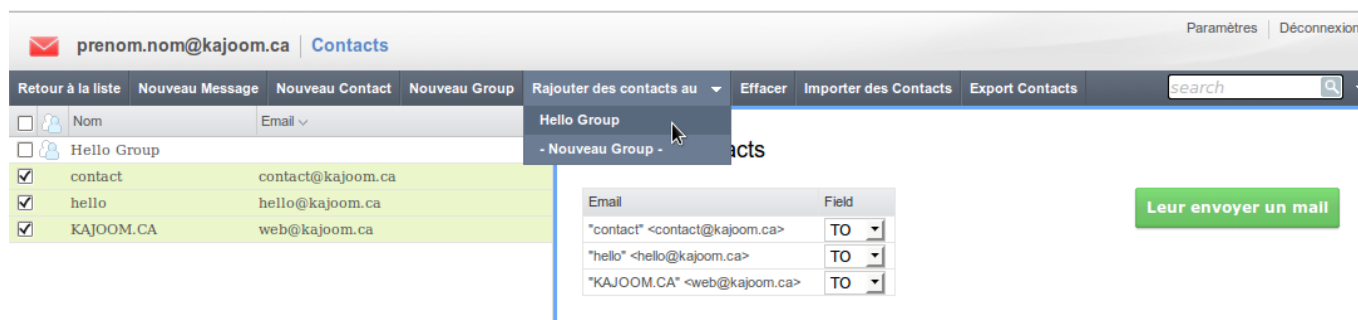 Paramètres Déconnexion
prenom.nom@kajoom.ca Contacts
Retour à la liste Nouveau Message Nouveau Contact Nouveau Group Rajouter des contacts au Effacer Importer des Contacts Export Contacts search
Nom Email
Hello Group
- Nouveau Group -
Hello Group
contact contact@kajoom.ca
hello hello@kajoom.ca
KAJOOM.CA web@kajoom.ca
acts
Email Field
"contact" <contact@kajoom.ca> TO
"hello" <hello@kajoom.ca> TO
"KAJOOM.CA" <web@kajoom.ca> TO
Leur envoyer un mail